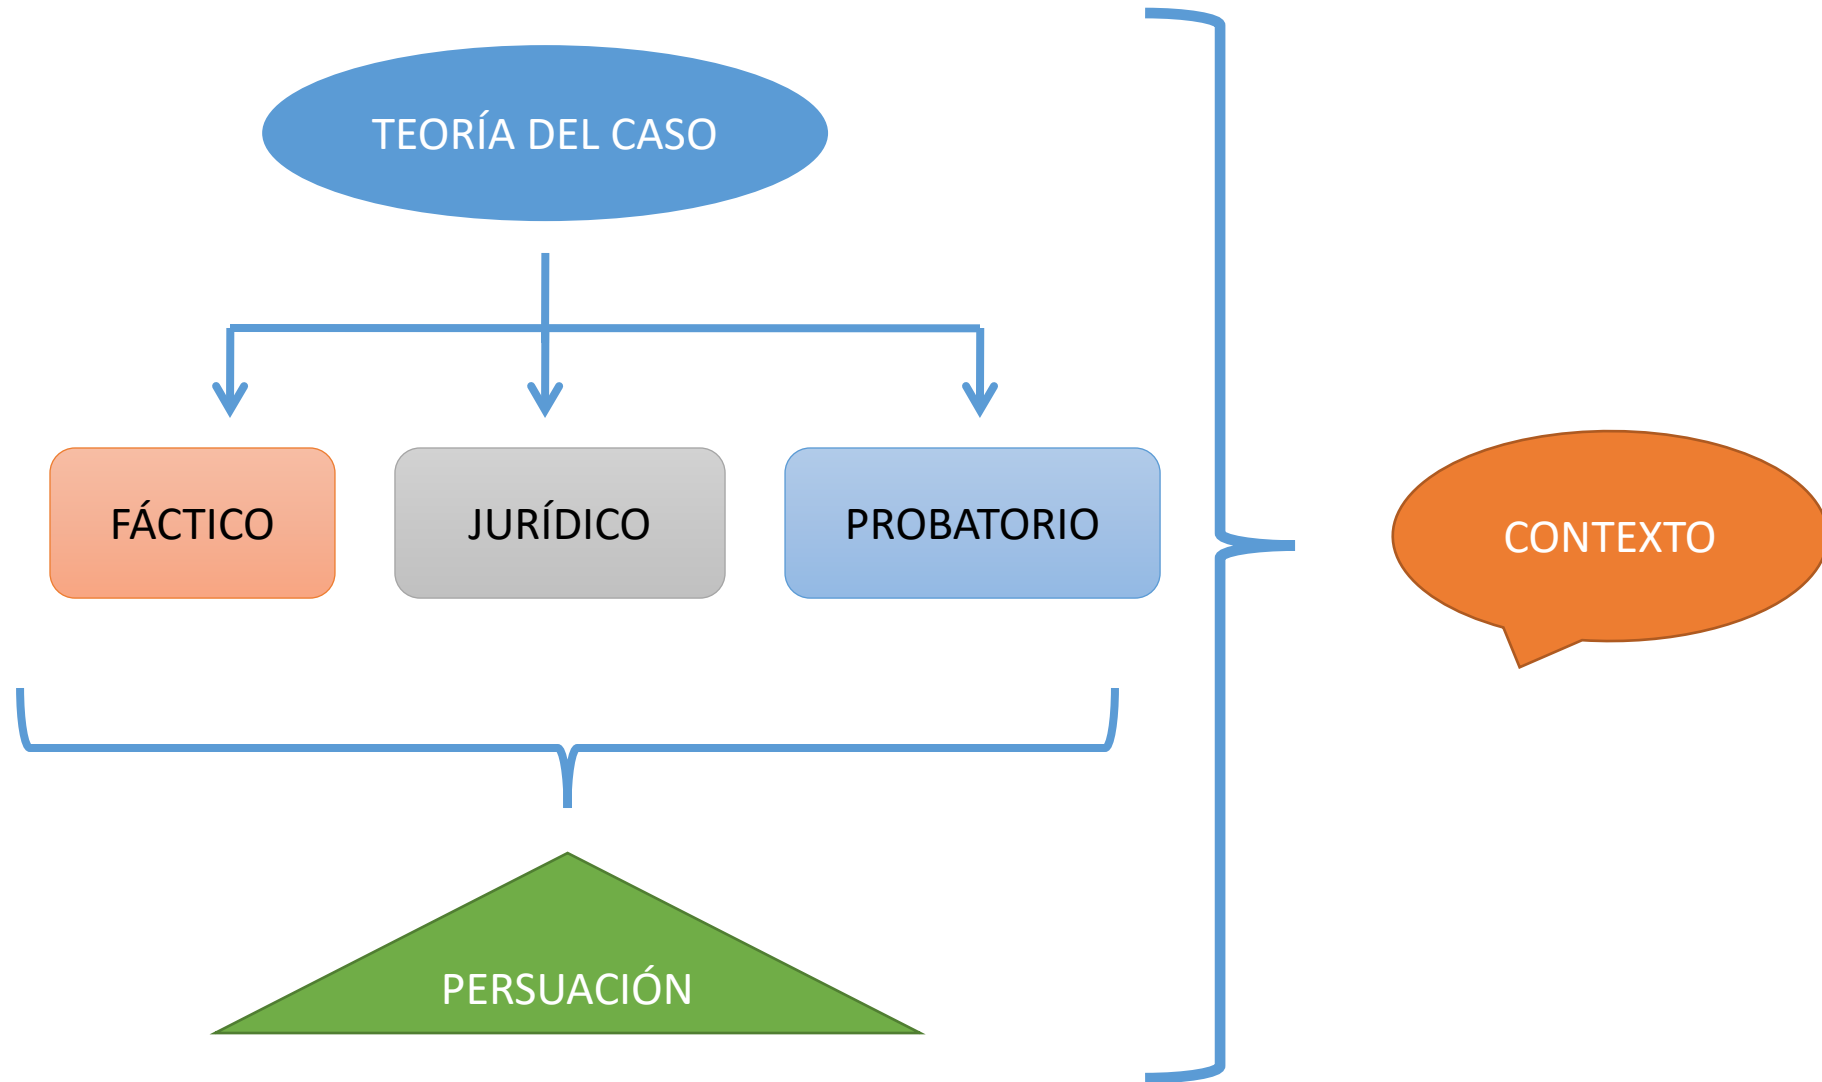 TEORÍA DEL CASO
FÁCTICO
JURÍDICO
PROBATORIO
CONTEXTO
PERSUACIÓN